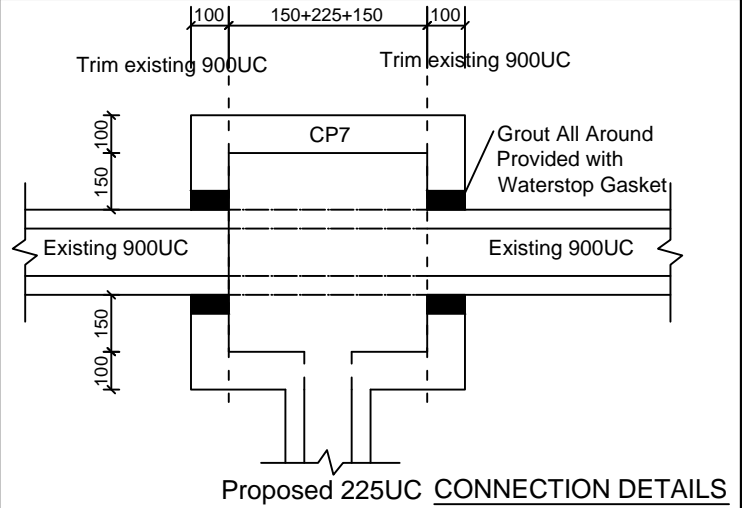 100
150+225+150
100
Trim existing 900UC
Trim existing 900UC
100
CP7
Grout All Around
Provided with
Waterstop Gasket
150
Existing 900UC
Existing 900UC
150
100
Proposed 225UC
CONNECTION DETAILS